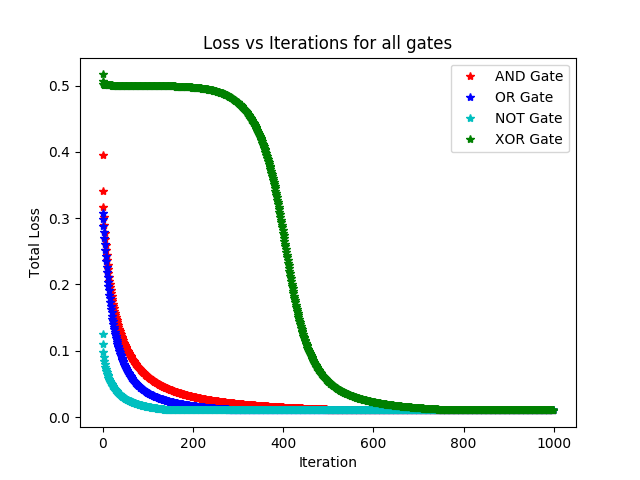 Loss vs Iterations for all gates
AND Gate
OR Gate
NOT Gate
XOR Gate
0.5
0.4
0.3
0.2
0.1
0.0
Total Loss
0 200 400 600 800 1000
Iteration